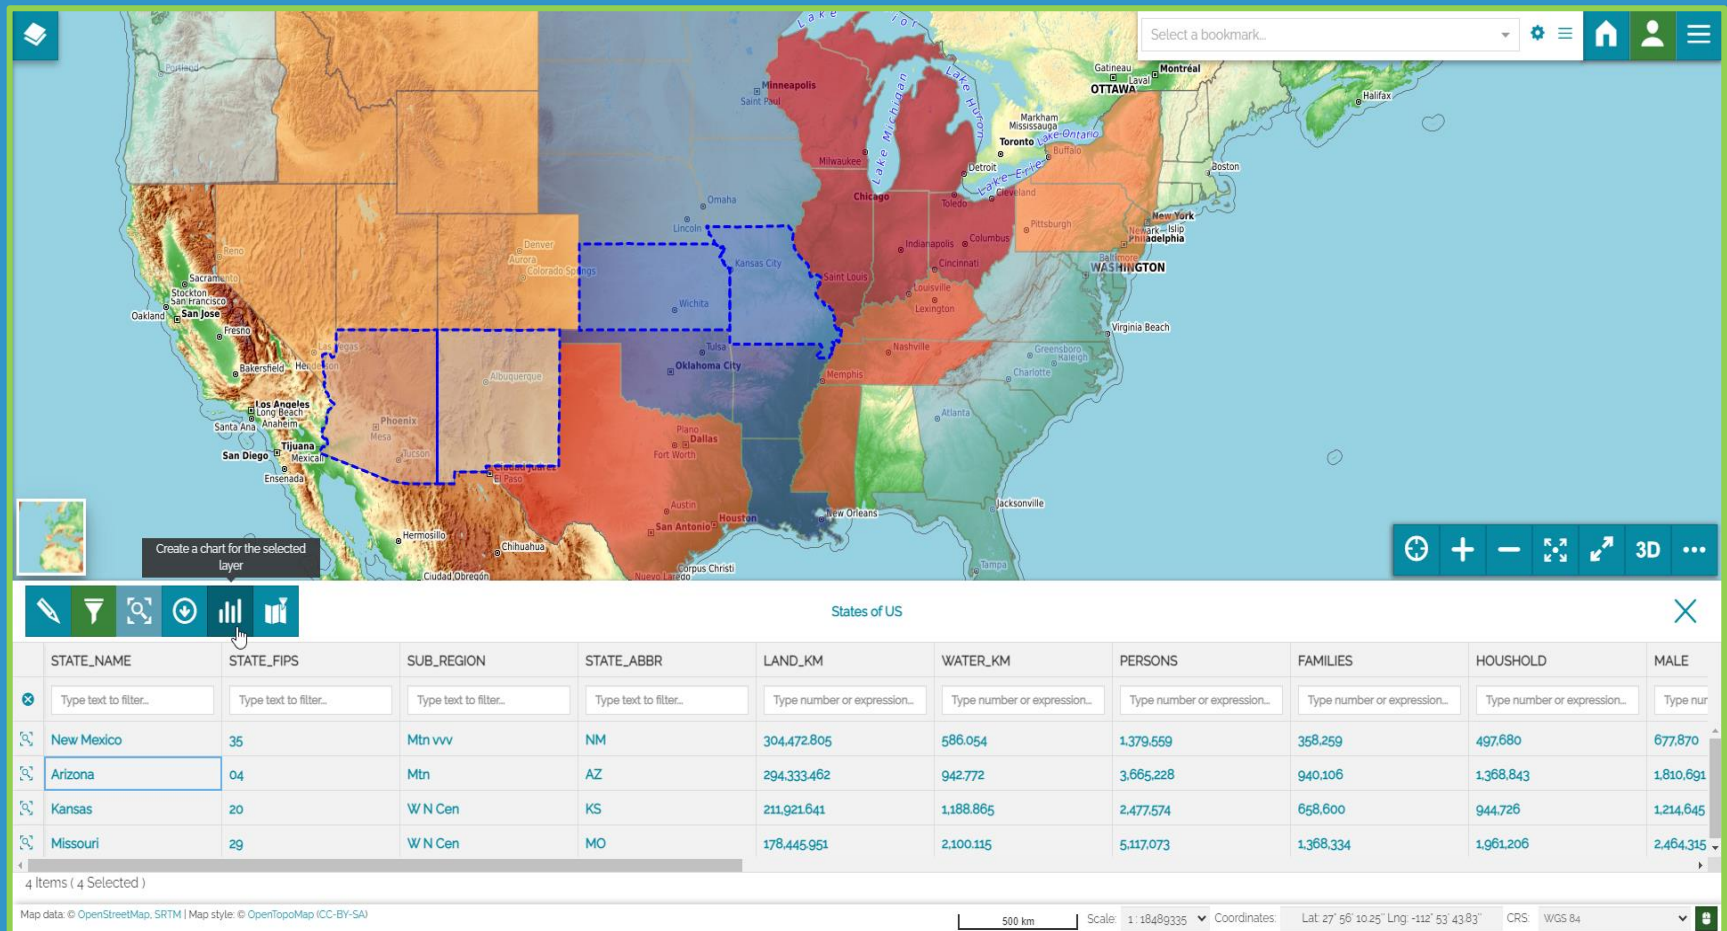 Select a bookmark...
Lake
ior
Portland
Minneapolis
Saint Paul
Lake Michigan
Lake Huron
Gatineau
Laval
Montréal
OTTAWA
Halifax
Markham
Mississauga
Toronto
Lake Ontario
Buffalo
Milwaukee
Detroit
Lake Erie
Boston
Chicago
Toledo
Cleveland
Omaha
Lincoln
Pittsburgh
New York
Newark
Islip
Philadelphia
Indianapolis
Columbus
Reno
Denver
Aurora
Colorado Springs
Kansas City
Cincinnati
Baltimore
WASHINGTON
Sacramento
Stockton
San Francisco
Oakland
San Jose
Saint Louis
Louisville
Lexington
Wichita
Fresno
Virginia Beach
Las Vegas
Henderson
Bakersfield
Tulsa
Oklahoma City
Nashville
Greensboro
Raleigh
Albuquerque
Memphis
Charlotte
Los Angeles
Long Beach
Anaheim
Santa Ana
Phoenix
Mesa
Atlanta
Tijuana
San Diego
Mexicali
Tucson
Plano
Dallas
Fort Worth
Ensenada
Ciudad Juárez
El Paso
Austin
Houston
San Antonio
New Orleans
Jacksonville
Hermosillo
Chihuahua
Corpus Christi
Tampa
Ciudad Obregón
Nuevo Laredo
Create a chart for the selected
layer
3D
States of US
STATE_NAME STATE_FIPS SUB_REGION STATE_ABBR LAND_KM WATER_KM PERSONS FAMILIES HOUSHOLD MALE
Type text to filter... Type text to filter... Type text to filter... Type text to filter... Type number or expression... Type number or expression... Type number or expression... Type number or expression... Type number or expression... Type nur
New Mexico 35 Mtn vvv NM 304,472.805 586.054 1,379,559 358,259 497,680 677,870
Arizona 04 Mtn AZ 294,333.462 942.772 3,665,228 940,106 1,368,843 1,810,691
Kansas 20 W N Cen KS 211,921.641 1,188.865 2,477,574 658,600 944,726 1,214,645
Missouri 29 W N Cen MO 178,445.951 2,100.115 5,117,073 1,368,334 1,961,206 2,464,315
4 Items ( 4 Selected )
Map data: © OpenStreetMap, SRTM | Map style: © OpenTopoMap (CC-BY-SA)
500 km Scale: 1 : 18489335 Coordinates: Lat: 27° 56' 10.25'' Lng: -112° 53' 43.83'' CRS: WGS 84